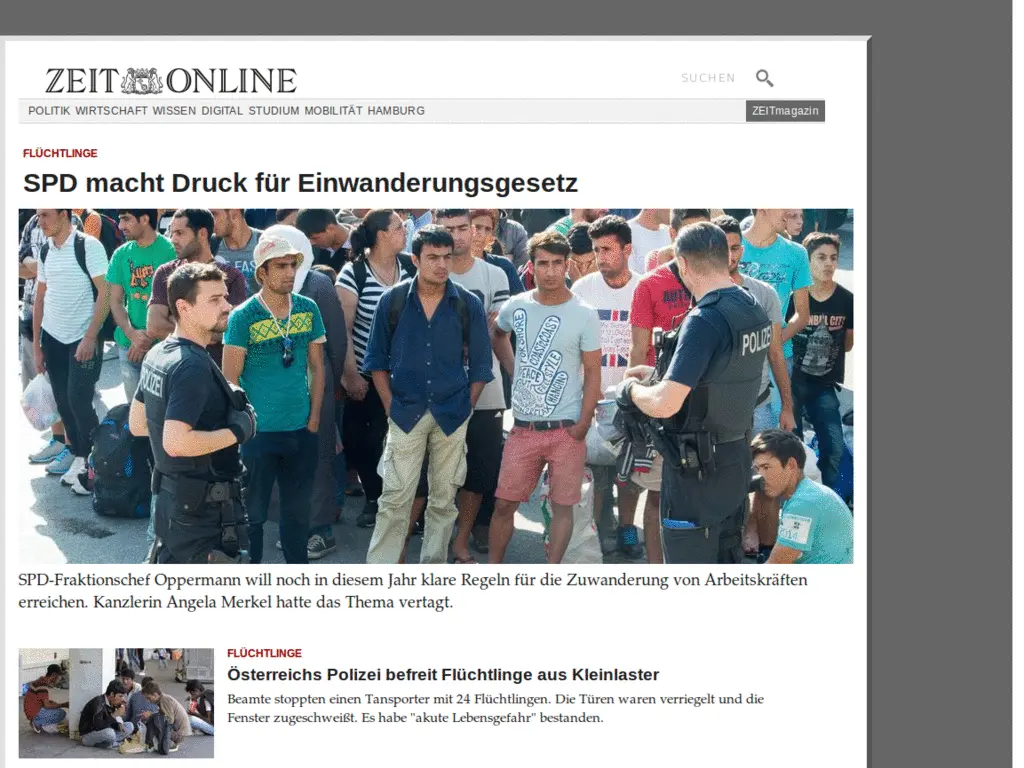 ZEIT ONLINE
SUCHEN
POLITIK WIRTSCHAFT WISSEN DIGITAL STUDIUM MOBILITÄT HAMBURG
ZEITmagazin
FLÜCHTLINGE
SPD macht Druck für Einwanderungsgesetz
POLIZEI
POLIZEI
SPD-Fraktionschef Oppermann will noch in diesem Jahr klare Regeln für die Zuwanderung von Arbeitskräften
erreichen. Kanzlerin Angela Merkel hatte das Thema vertagt.
FLÜCHTLINGE
Österreichs Polizei befreit Flüchtlinge aus Kleinlaster
Beamte stoppten einen Tansporter mit 24 Flüchtlingen. Die Türen waren verriegelt und die
Fenster zugeschweißt. Es habe "akute Lebensgefahr" bestanden.